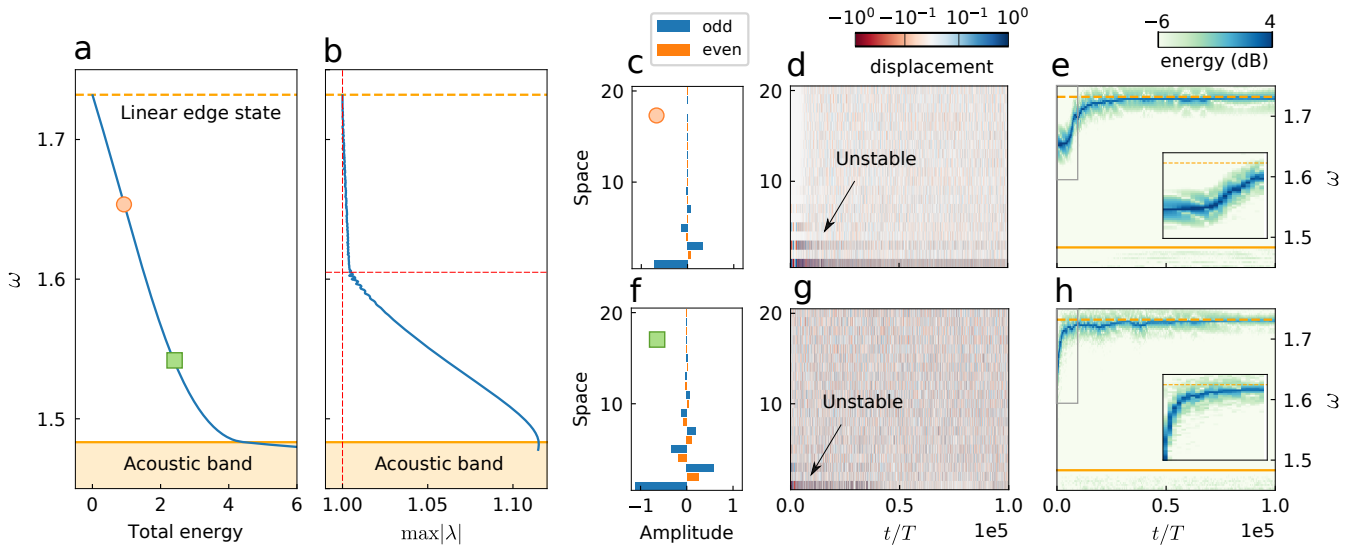 odd
even
−10⁰ −10⁻¹ 10⁻¹ 10⁰
displacement
−6 4
energy (dB)
a
b
c
d
e
Linear edge state
1.7
1.6
1.5
ω
Acoustic band
0 2 4 6
Total energy
Acoustic band
1.00 1.05 1.10
max|λ|
20
10
Space
20
10
Unstable
1.7
1.6
1.5
ω
f
g
h
20
10
Space
−1 0 1
Amplitude
20
10
Unstable
0.0 0.5 1.0
1e5
t/T
1.7
1.6
1.5
ω
0.0 0.5 1.0
1e5
t/T